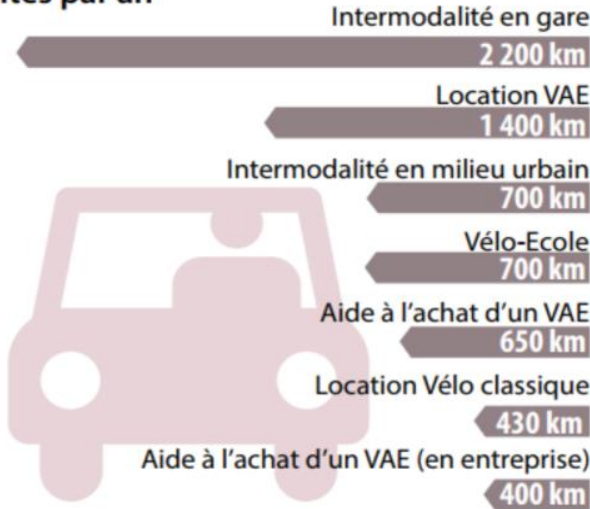 par un
Intermodalité en gare
2 200 km
Location VAE
1 400 km
Intermodalité en milieu urbain
700 km
Vélo-Ecole
700 km
Aide à l'achat d'un VAE
650 km
Location Vélo classique
430 km
Aide à l'achat d'un VAE (en entreprise)
400 km